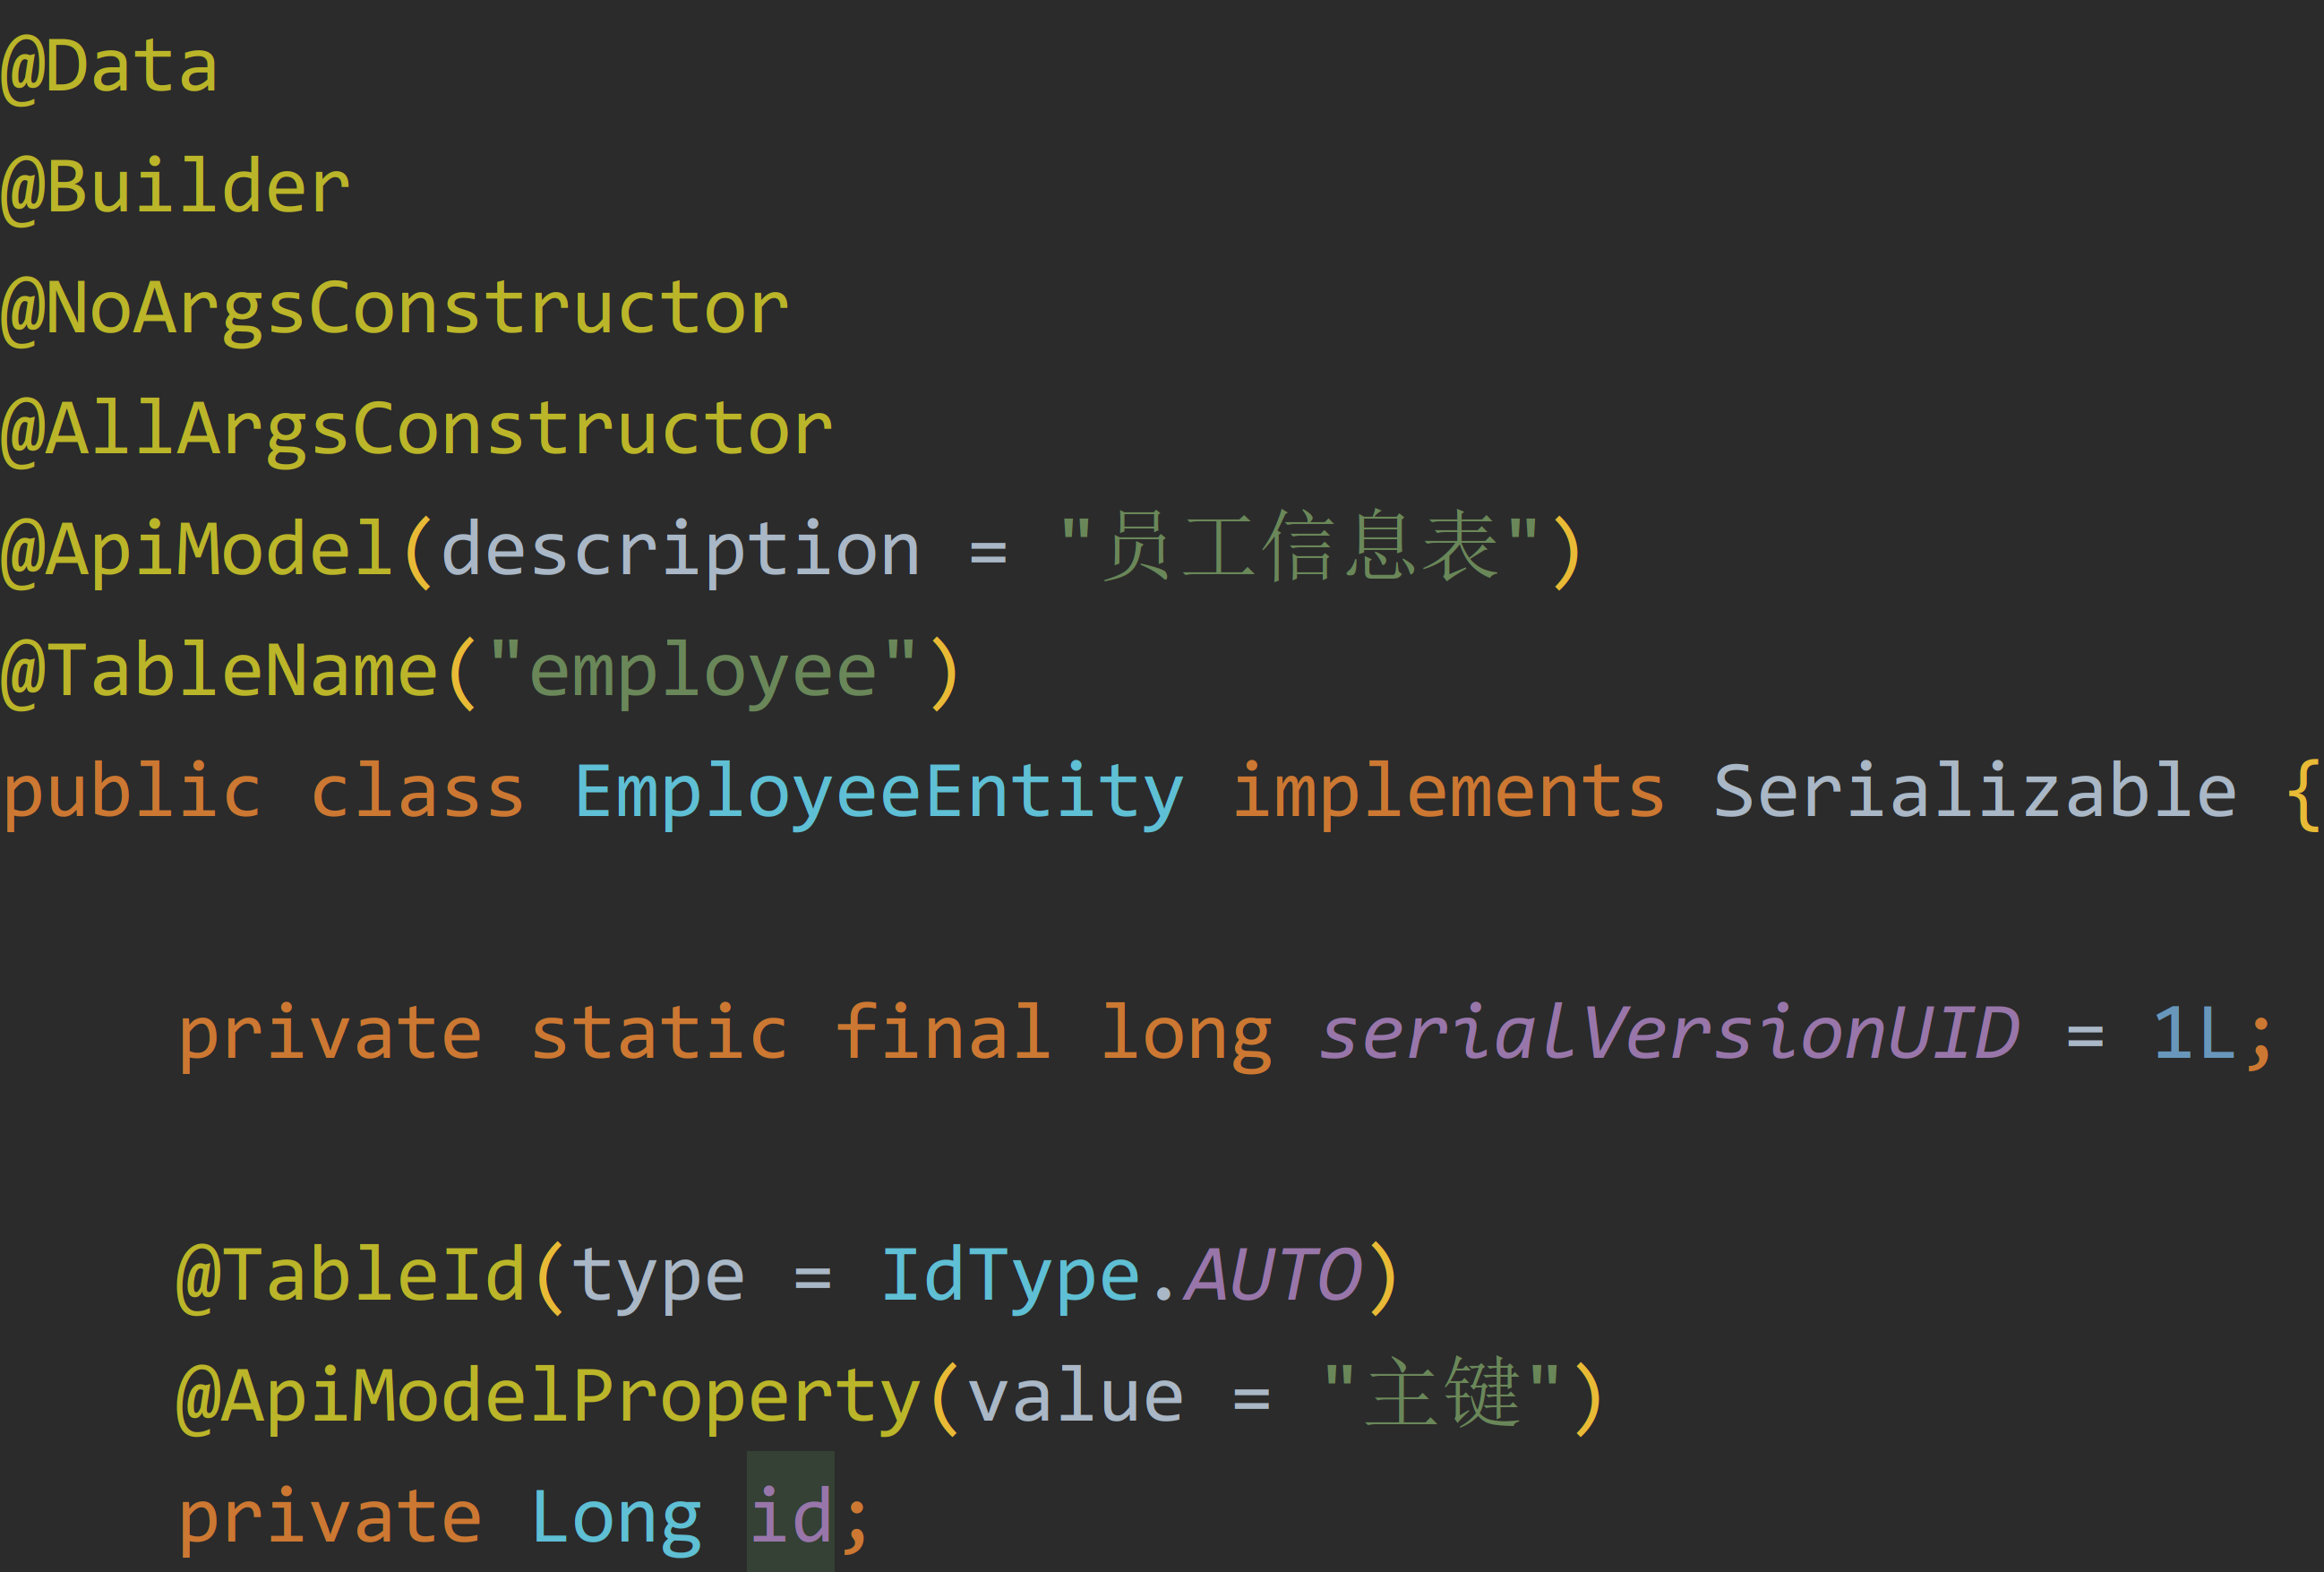 @Data
@Builder
@NoArgsConstructor
@AllArgsConstructor
@ApiModel(description = "员工信息表")
@TableName("employee")
public class EmployeeEntity implements Serializable {
    private static final long serialVersionUID = 1L;
    @TableId(type = IdType.AUTO)
    @ApiModelProperty(value = "主键")
    private Long id;